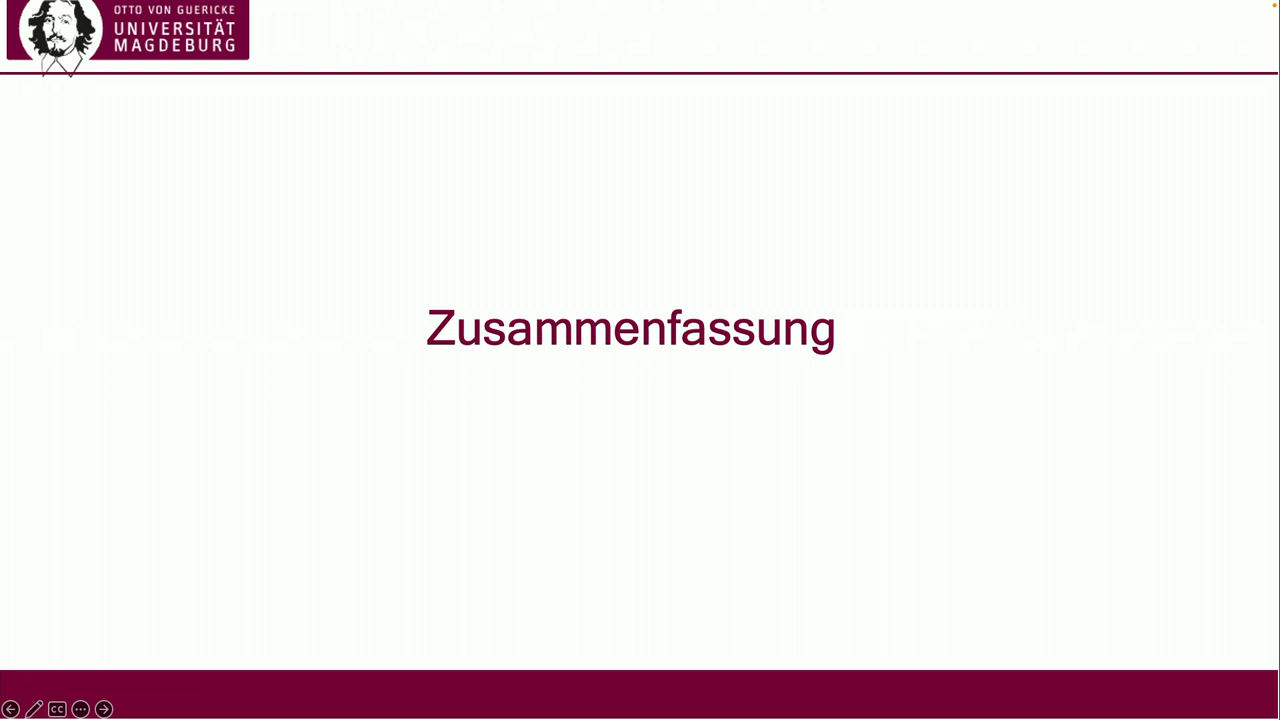 OTTO VON GUERICKE
UNIVERSITÄT
MAGDEBURG
Zusammenfassung
CC